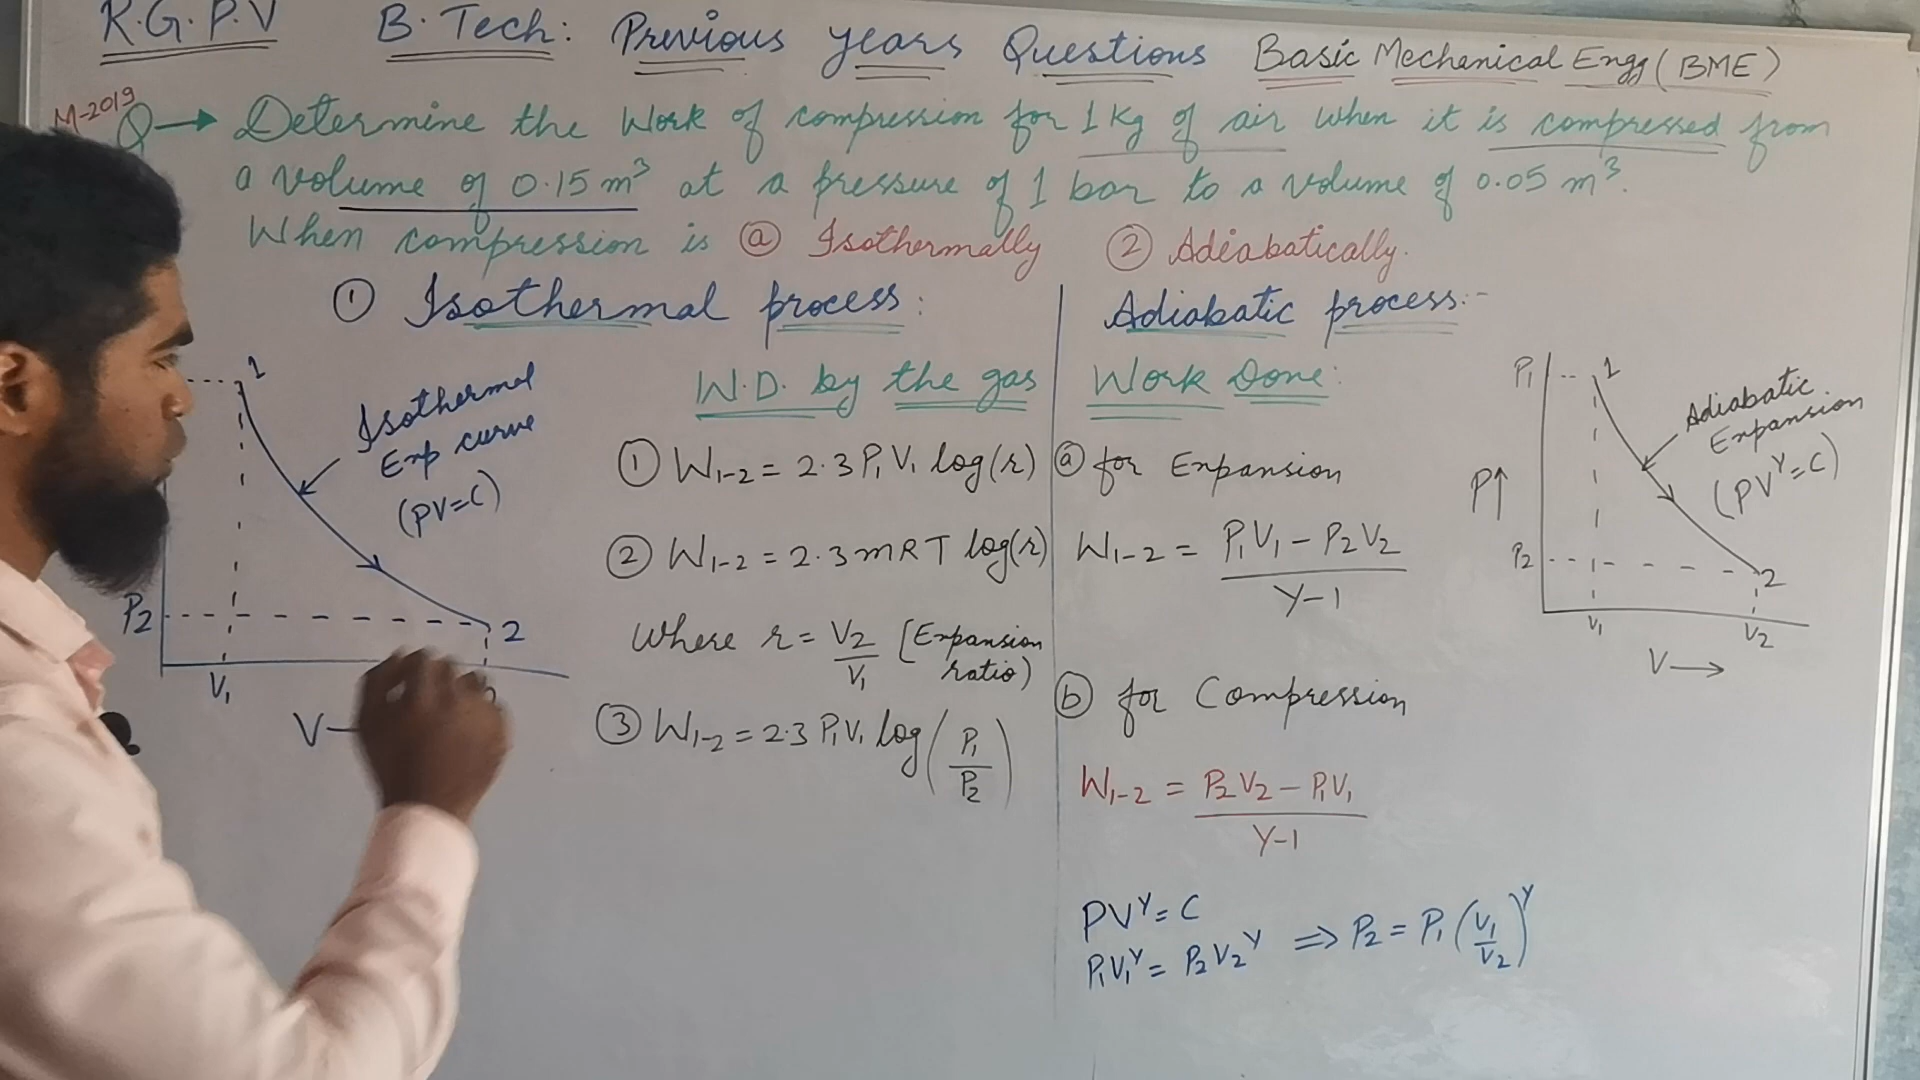 R.G.P.V B.Tech: Previous years Questions Basic Mechanical Engg (BME)
M-2019
Q → Determine the Work of compression for 1 Kg of air when it is compressed from
a volume of 0.15 m³ at a pressure of 1 bar to a volume of 0.05 m³.
When compression is ⓐ Isothermally ② Adiabatically.
① Isothermal process:
1
Isothermal
Exp curve
(PV=C)
P₂
2
V₁
V
W.D. by the gas
① W₁₋₂ = 2.3 P₁V₁ log(r)
② W₁₋₂ = 2.3 mRT log(r)
Where r = V₂/V₁ [Expansion
ratio)
③ W₁₋₂ = 2.3 P₁V₁ log(P₁/P₂)
Adiabatic process:-
Work Done:
ⓐ for Expansion
W₁₋₂ = (P₁V₁ - P₂V₂)/(γ-1)
ⓑ for Compression
W₁₋₂ = (P₂V₂ - P₁V₁)/(γ-1)
PV^γ = C
P₁V₁^γ = P₂V₂^γ ⇒ P₂ = P₁(V₁/V₂)^γ
P₁
1
Adiabatic
Expansion
(PV^γ=C)
P↑
P₂
2
V₁
V₂
V→